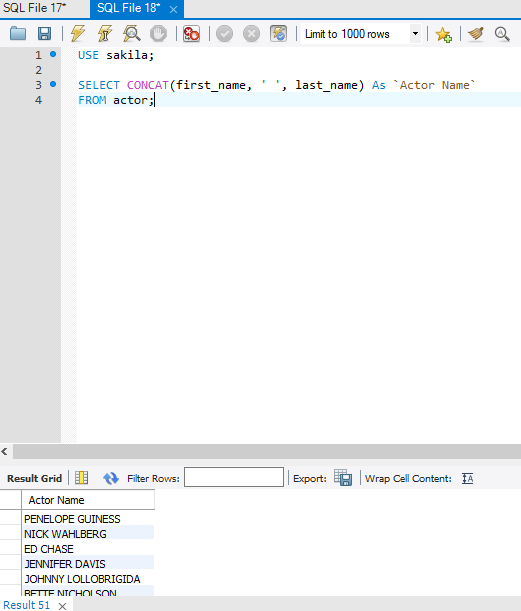 SQL File 17*
SQL File 18* ×
Limit to 1000 rows
1 USE sakila;
2
3 SELECT CONCAT(first_name, ' ', last_name) As `Actor Name`
4 FROM actor;
Result Grid Filter Rows: Export: Wrap Cell Content:
Actor Name
PENELOPE GUINESS
NICK WAHLBERG
ED CHASE
JENNIFER DAVIS
JOHNNY LOLLOBRIGIDA
BETTE NICHOLSON
Result 51 ×